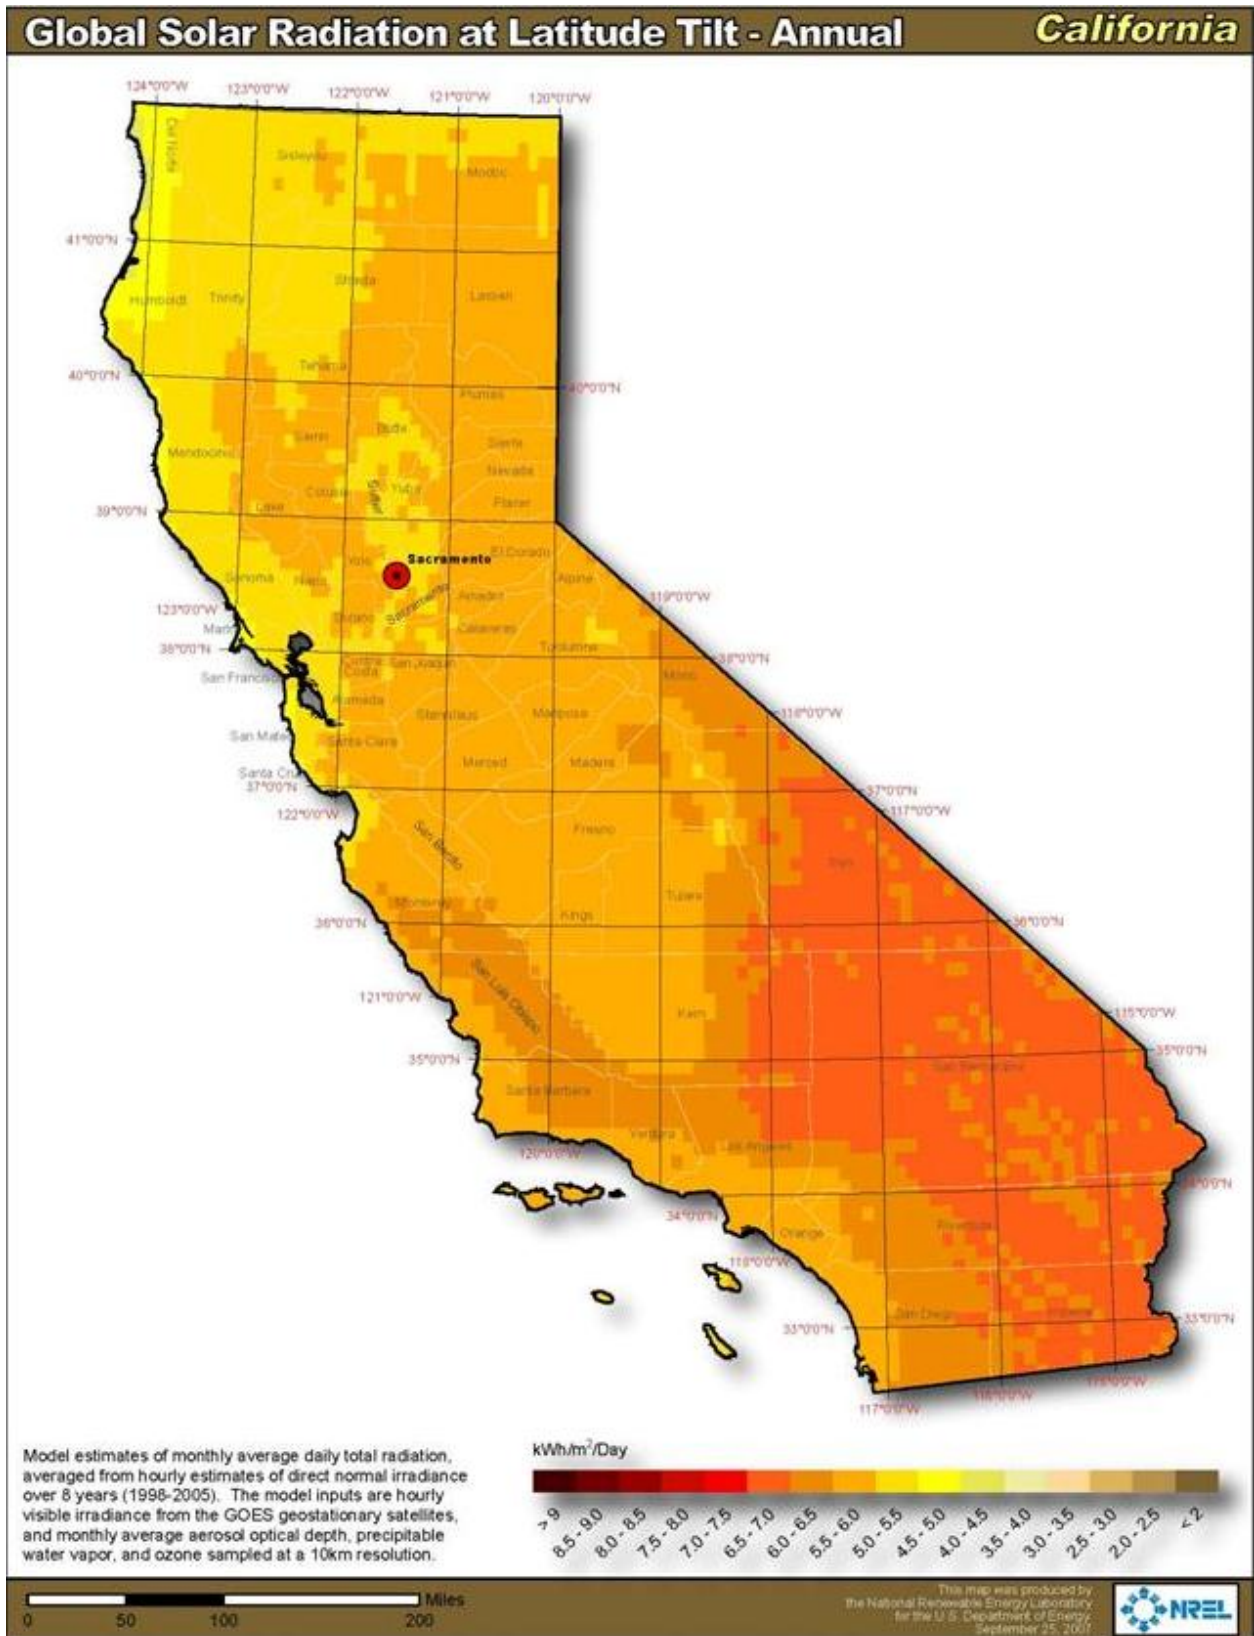 Global Solar Radiation at Latitude Tilt - Annual
California
124°0'0"W 123°0'0"W 122°0'0"W 121°0'0"W 120°0'0"W
Del Norte
Siskiyou
Modoc
41°0'0"N
Shasta
Humboldt Trinity Lassen
Tehama
40°0'0"N 40°0'0"N
Plumas
Butte
Glenn Sierra
Mendocino
Nevada
Colusa Sutter Yuba
Placer
Lake
39°0'0"N
Sacramento
El Dorado
Yolo
Sonoma Napa Alpine
Sacramento Amador
119°0'0"W
123°0'0"W
Solano
Marin Calaveras
38°0'0"N Tuolumne 38°0'0"N
Contra Costa San Joaquin
San Francisco Mono
Alameda
Stanislaus Mariposa 118°0'0"W
San Mateo Santa Clara
Merced Madera
Santa Cruz
37°0'0"N 37°0'0"N
122°0'0"W 117°0'0"W
San Benito Fresno
Inyo
Tulare
Monterey
Kings
36°0'0"N 36°0'0"N
San Luis Obispo
121°0'0"W
Kern 115°0'0"W
35°0'0"N 35°0'0"N
San Bernardino
Santa Barbara
Ventura Los Angeles
120°0'0"W
34°0'0"N 34°0'0"N
Orange Riverside
119°0'0"W
San Diego Imperial
33°0'0"N 33°0'0"N
117°0'0"W 116°0'0"W 115°0'0"W
Model estimates of monthly average daily total radiation,
averaged from hourly estimates of direct normal irradiance
over 8 years (1998-2005). The model inputs are hourly
visible irradiance from the GOES geostationary satellites,
and monthly average aerosol optical depth, precipitable
water vapor, and ozone sampled at a 10km resolution.
kWh/m²/Day
> 9
8.5 - 9.0
8.0 - 8.5
7.5 - 8.0
7.0 - 7.5
6.5 - 7.0
6.0 - 6.5
5.5 - 6.0
5.0 - 5.5
4.5 - 5.0
4.0 - 4.5
3.5 - 4.0
3.0 - 3.5
2.5 - 3.0
2.0 - 2.5
< 2
Miles
0 50 100 200
This map was produced by
the National Renewable Energy Laboratory
for the U.S. Department of Energy.
September 25, 2007
NREL